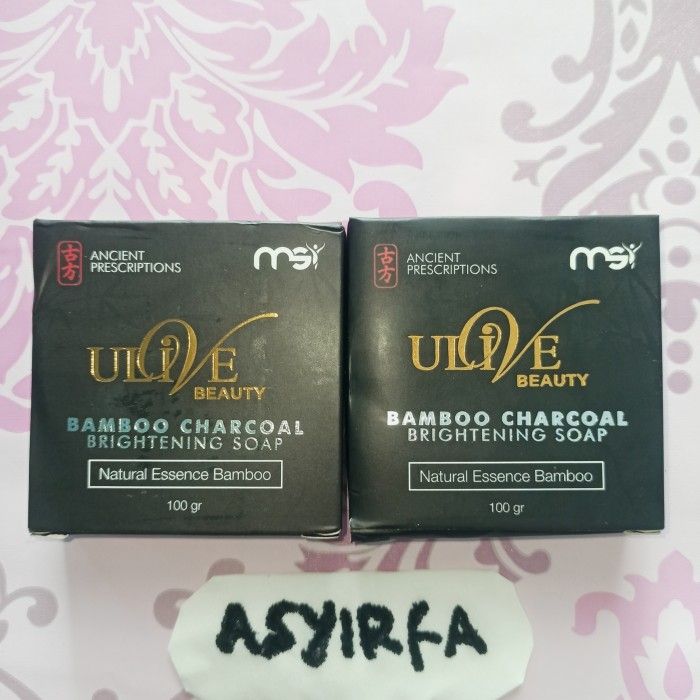 古方
ANCIENT
PRESCRIPTIONS
msi
ULIVE
BEAUTY
BAMBOO CHARCOAL
BRIGHTENING SOAP
Natural Essence Bamboo
100 gr
古方
ANCIENT
PRESCRIPTIONS
msi
ULIVE
BEAUTY
BAMBOO CHARCOAL
BRIGHTENING SOAP
Natural Essence Bamboo
100 gr
ASYIRFA